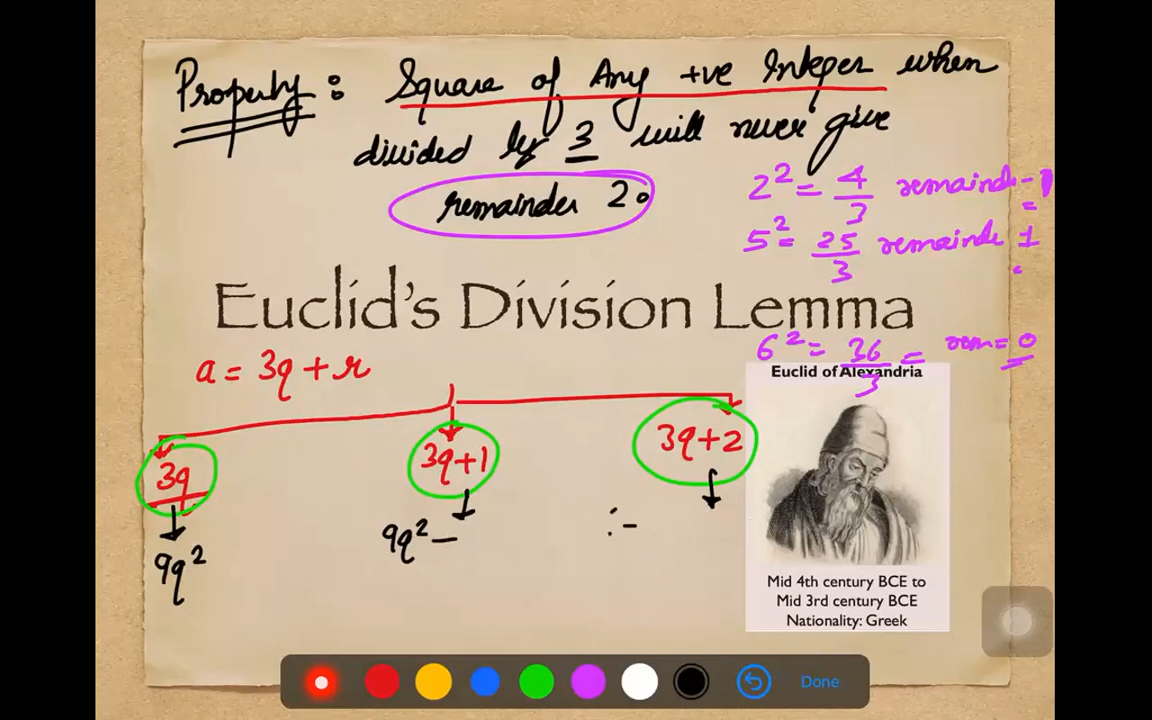 Property: Square of Any +ve Integer when
divided by 3 will never give
remainder 2.
2² = 4/3 remainde-1
5² = 25/3 remainde 1
Euclid's Division Lemma
6² = 36/3 = rem = 0
a = 3q + r
Euclid of Alexandria
3q 3q+1 3q+2
9q² 9q² – :-
Mid 4th century BCE to
Mid 3rd century BCE
Nationality: Greek
Done